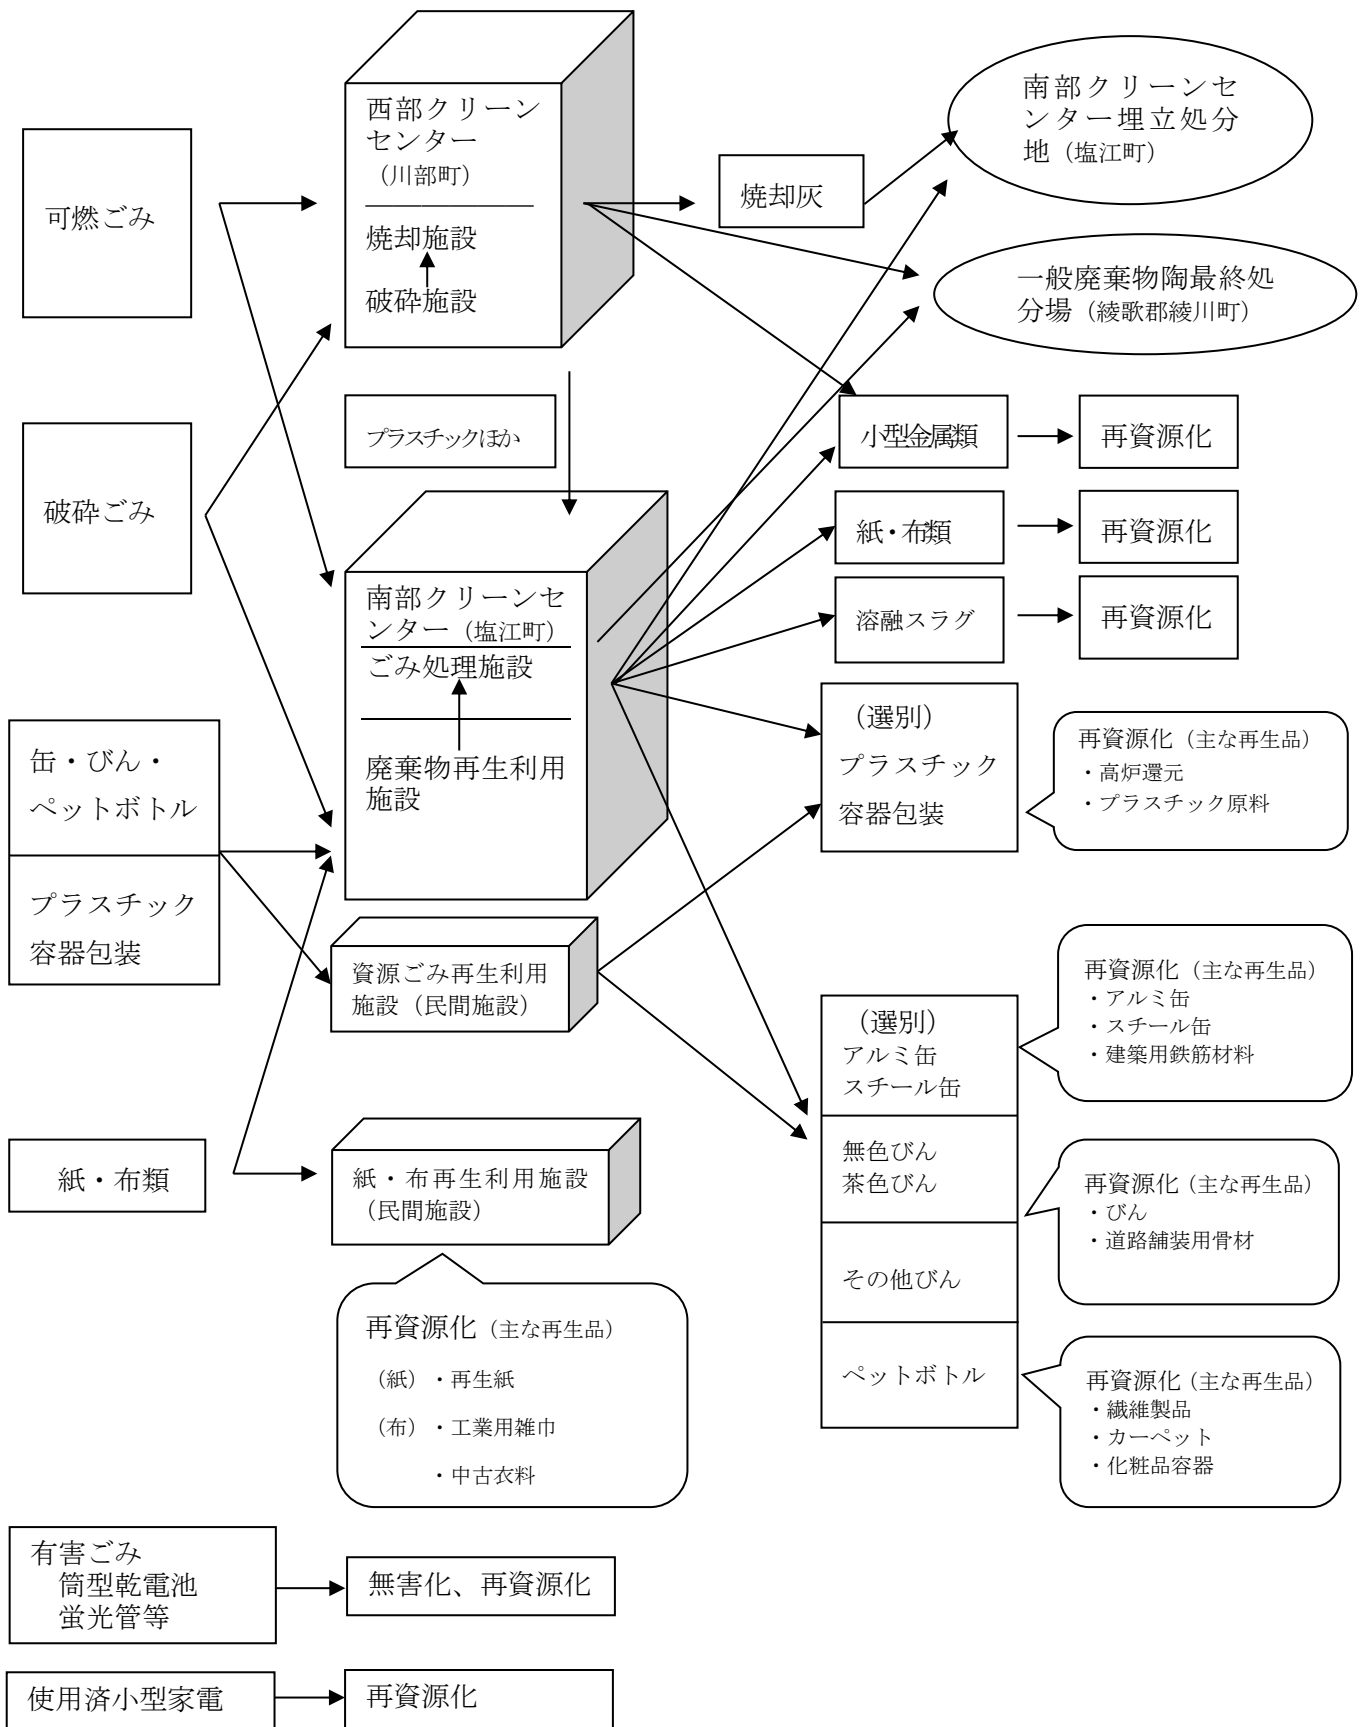 可燃ごみ
破砕ごみ
缶・びん・
ペットボトル
プラスチック
容器包装
紙・布類
西部クリーン
センター
（川部町）
焼却施設
破砕施設
プラスチックほか
南部クリーンセ
ンター（塩江町）
ごみ処理施設
廃棄物再生利用
施設
資源ごみ再生利用
施設（民間施設）
紙・布再生利用施設
（民間施設）
再資源化（主な再生品）
（紙）・再生紙
（布）・工業用雑巾
・中古衣料
焼却灰
南部クリーンセ
ンター埋立処分
地（塩江町）
一般廃棄物陶最終処
分場（綾歌郡綾川町）
小型金属類
再資源化
紙・布類
再資源化
溶融スラグ
再資源化
（選別）
プラスチック
容器包装
再資源化（主な再生品）
・高炉還元
・プラスチック原料
（選別）
アルミ缶
スチール缶
再資源化（主な再生品）
・アルミ缶
・スチール缶
・建築用鉄筋材料
無色びん
茶色びん
その他びん
再資源化（主な再生品）
・びん
・道路舗装用骨材
ペットボトル
再資源化（主な再生品）
・繊維製品
・カーペット
・化粧品容器
有害ごみ
筒型乾電池
蛍光管等
無害化、再資源化
使用済小型家電
再資源化